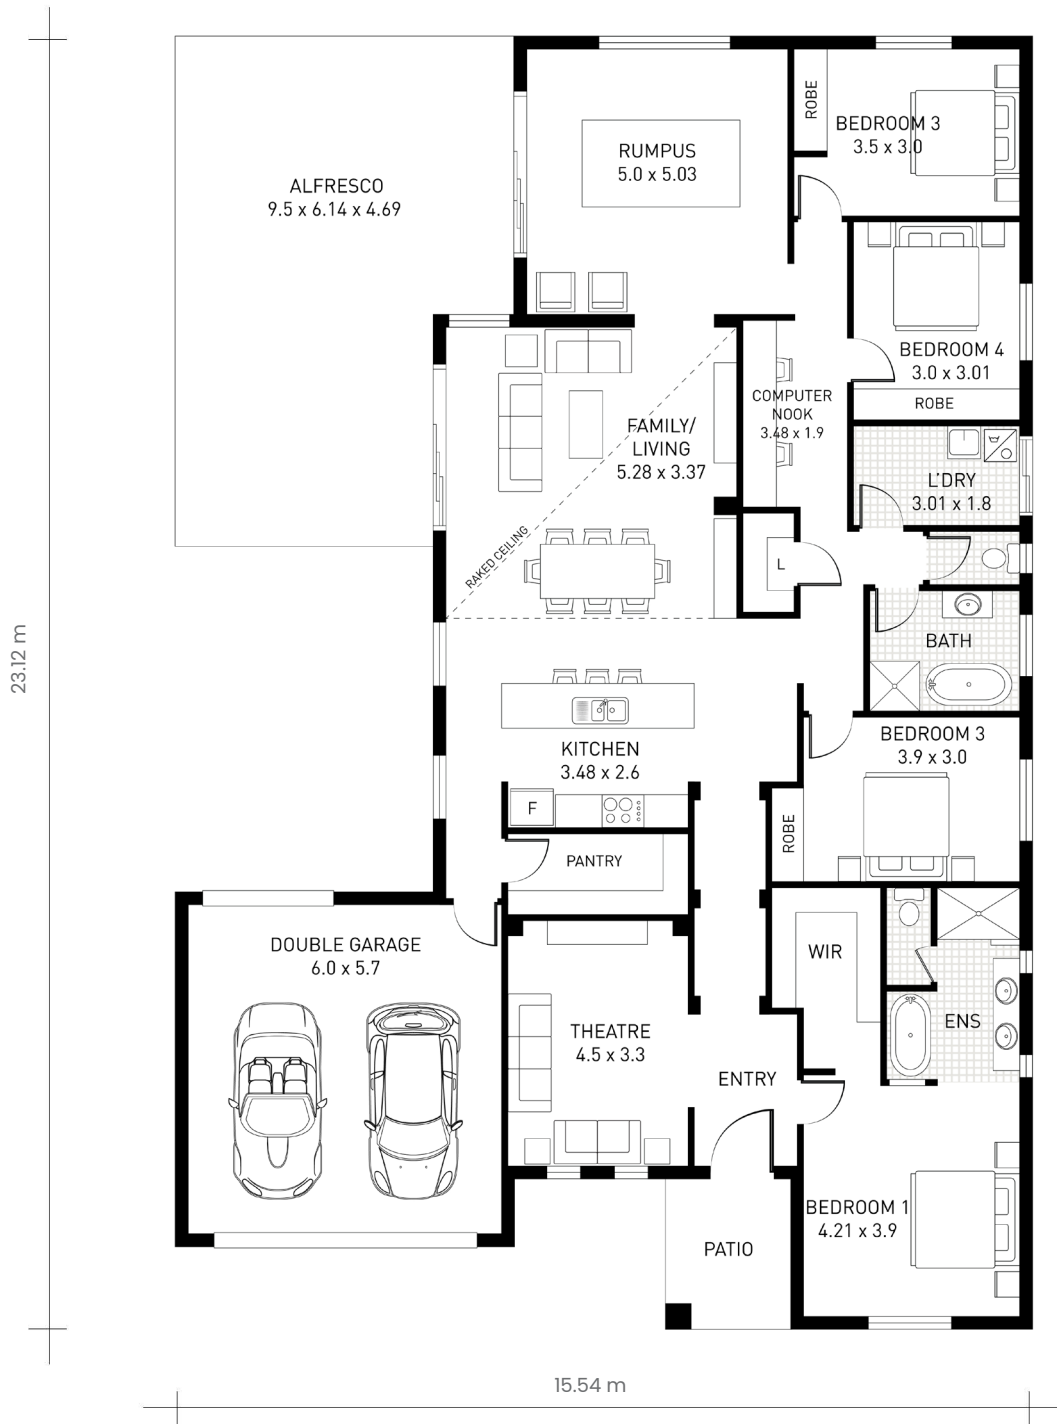 ROBE
BEDROOM 3
3.5 x 3.0
RUMPUS
5.0 x 5.03
ALFRESCO
9.5 x 6.14 x 4.69
BEDROOM 4
3.0 x 3.01
ROBE
COMPUTER
NOOK
3.48 x 1.9
FAMILY/
LIVING
5.28 x 3.37
L'DRY
3.01 x 1.8
RAKED CEILING
L
BATH
23.12 m
KITCHEN
3.48 x 2.6
BEDROOM 3
3.9 x 3.0
F
ROBE
PANTRY
DOUBLE GARAGE
6.0 x 5.7
WIR
ENS
THEATRE
4.5 x 3.3
ENTRY
BEDROOM 1
4.21 x 3.9
PATIO
15.54 m